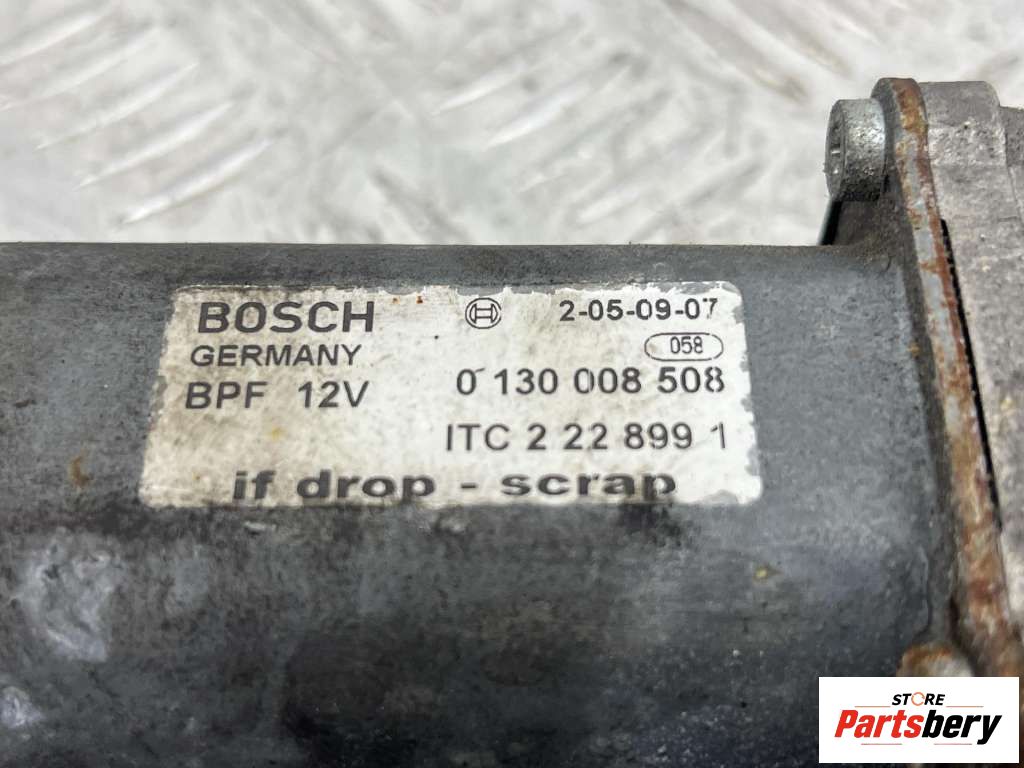 BOSCH 2-05-09-07
GERMANY 058
BPF 12V 0 130 008 508
ITC 2 22 899 1
if drop - scrap
STORE
Partsbery